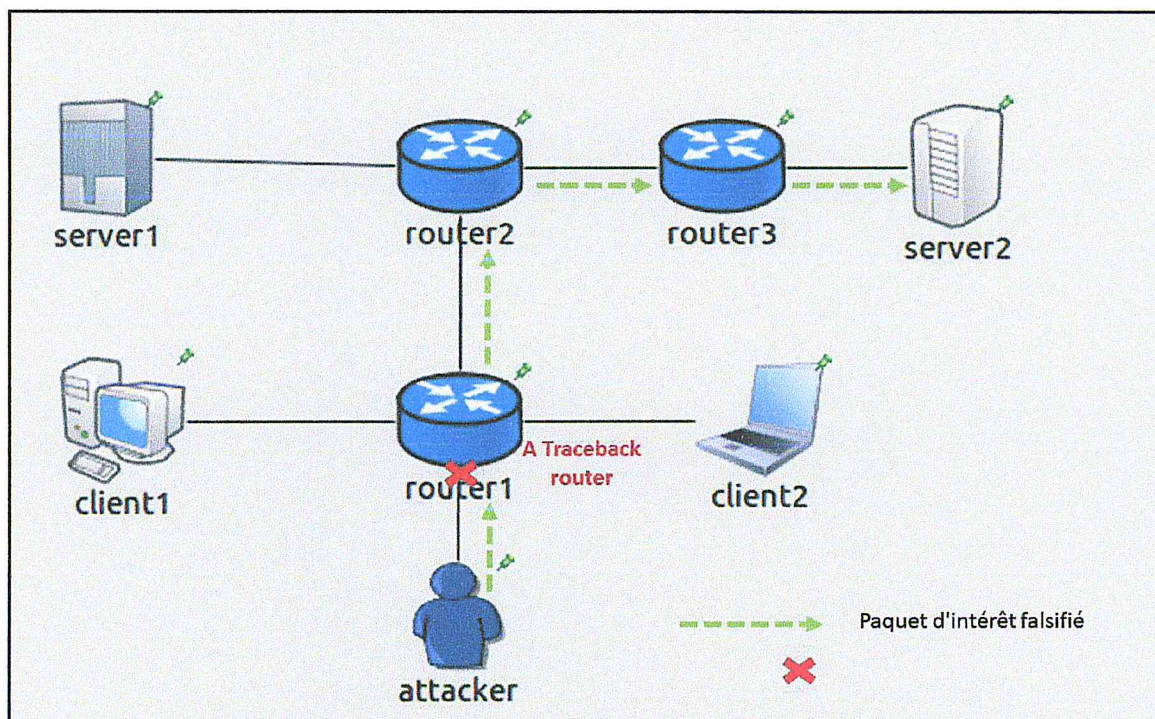 server1
router2
router3
server2
client1
router1
A Traceback
router
client2
attacker
Paquet d'intérêt falsifié